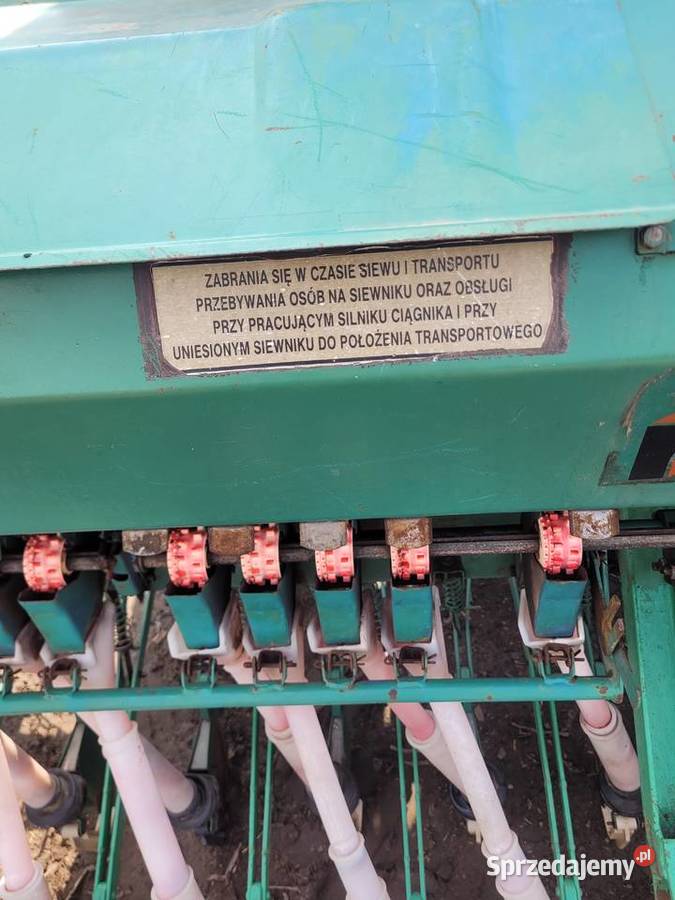 ZABRANIA SIĘ W CZASIE SIEWU I TRANSPORTU
PRZEBYWANIA OSÓB NA SIEWNIKU ORAZ OBSŁUGI
PRZY PRACUJĄCYM SILNIKU CIĄGNIKA I PRZY
UNIESIONYM SIEWNIKU DO POŁOŻENIA TRANSPORTOWEGO
Sprzedajemy.pl